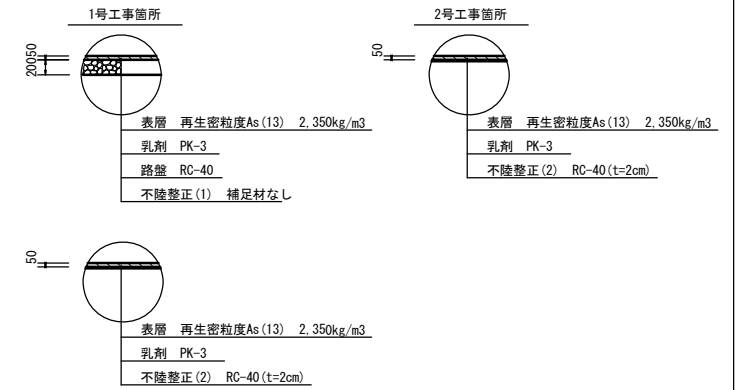 1号工事箇所
50
200
表層 再生密粒度As(13) 2,350kg/m3
乳剤 PK-3
路盤 RC-40
不陸整正(1) 補足材なし
2号工事箇所
50
表層 再生密粒度As(13) 2,350kg/m3
乳剤 PK-3
不陸整正(2) RC-40(t=2cm)
50
表層 再生密粒度As(13) 2,350kg/m3
乳剤 PK-3
不陸整正(2) RC-40(t=2cm)